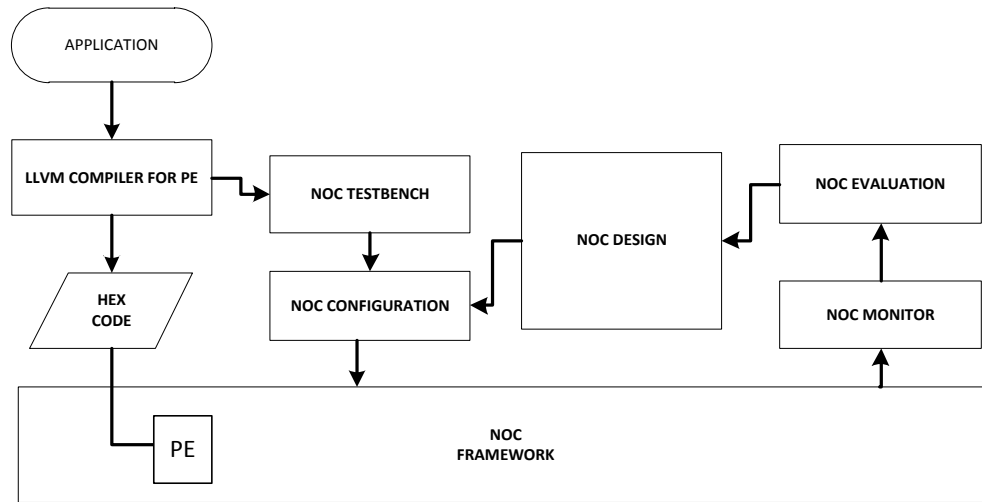 APPLICATION
LLVM COMPILER FOR PE
NOC TESTBENCH
NOC DESIGN
NOC EVALUATION
HEX
CODE
NOC CONFIGURATION
NOC MONITOR
PE
NOC
FRAMEWORK